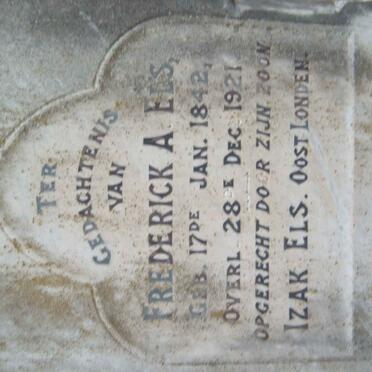 TER
GEDACHTENIS
VAN
FREDERICK A ELS,
GEB. 17DE JAN. 1842,
OVERL 28STE DEC. 1921.
OPGERECHT DOOR ZIJN ZOON
IZAK ELS. OOST LONDEN.